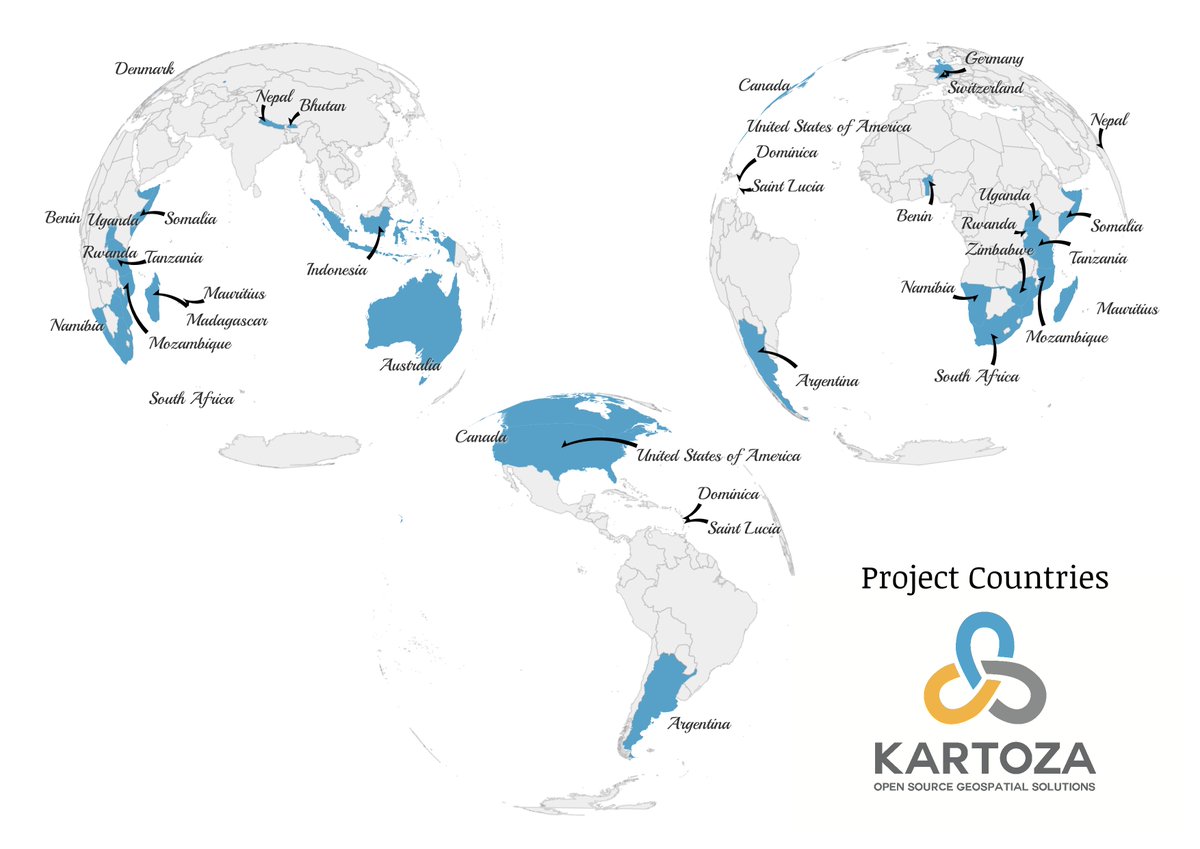 Denmark
Nepal
Bhutan
Benin
Uganda
Somalia
Rwanda
Tanzania
Indonesia
Mauritius
Madagascar
Namibia
Mozambique
Australia
South Africa
Germany
Canada
Switzerland
United States of America
Nepal
Dominica
Saint Lucia
Benin
Uganda
Rwanda
Somalia
Zimbabwe
Tanzania
Namibia
Mauritius
Mozambique
South Africa
Argentina
Canada
United States of America
Dominica
Saint Lucia
Argentina
Project Countries
KARTOZA
OPEN SOURCE GEOSPATIAL SOLUTIONS